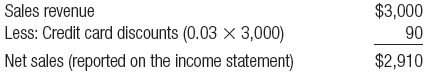 Sales revenue $3,000
Less: Credit card discounts (0.03 × 3,000) 90
Net sales (reported on the income statement) $2,910